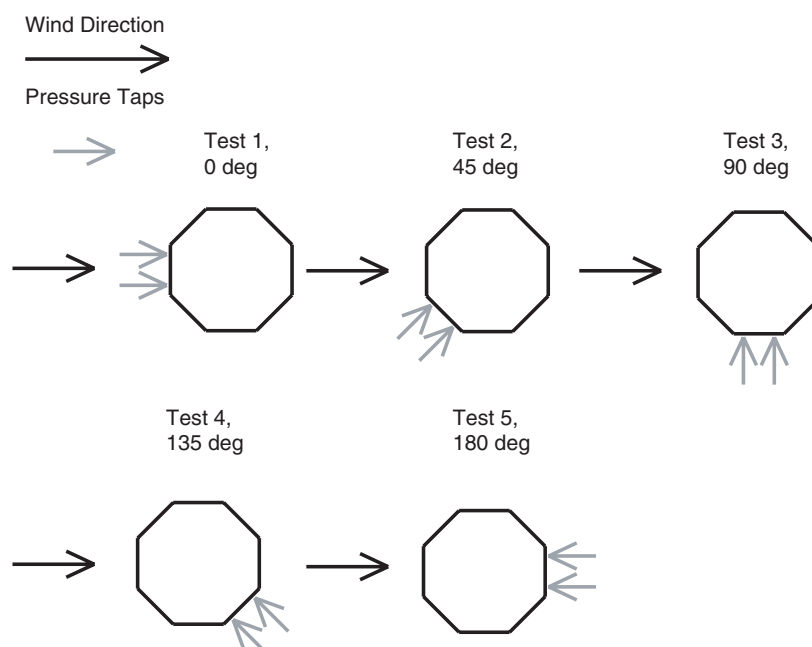 Wind Direction
Pressure Taps
Test 1,
0 deg
Test 2,
45 deg
Test 3,
90 deg
Test 4,
135 deg
Test 5,
180 deg